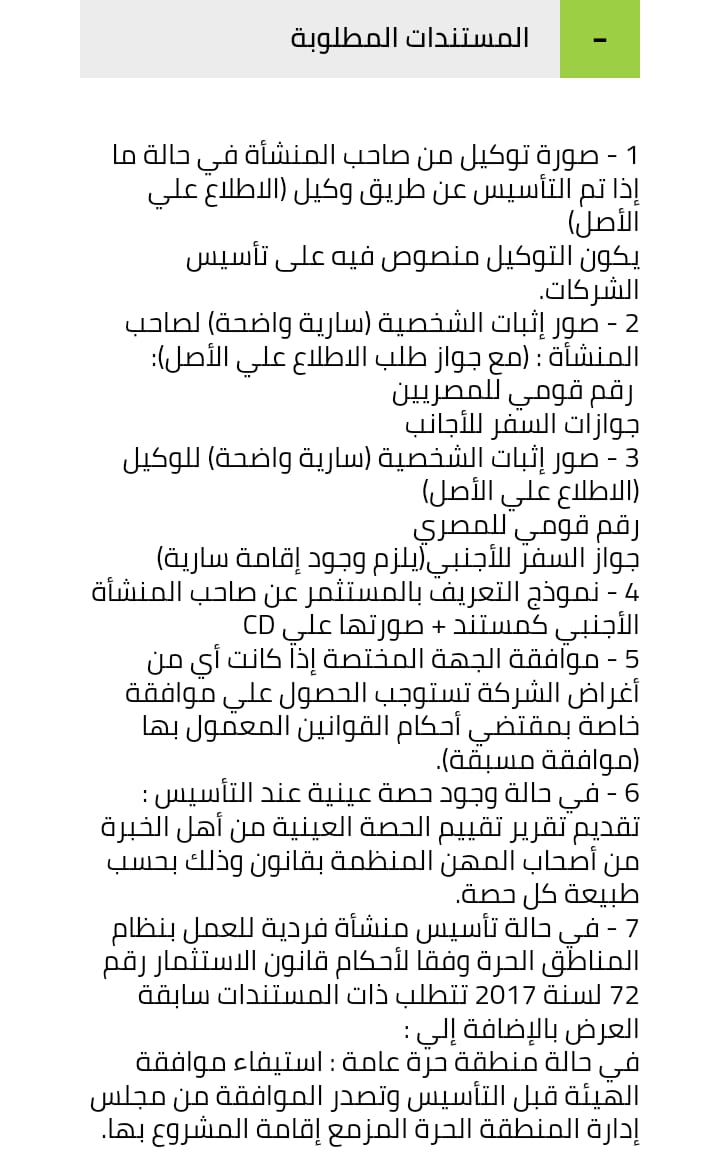 المستندات المطلوبة
-
1 - صورة توكيل من صاحب المنشأة في حالة ما
إذا تم التأسيس عن طريق وكيل (الاطلاع علي
الأصل)
يكون التوكيل منصوص فيه على تأسيس
الشركات.
2 - صور إثبات الشخصية (سارية واضحة) لصاحب
المنشأة : (مع جواز طلب الاطلاع علي الأصل):
رقم قومي للمصريين
جوازات السفر للأجانب
3 - صور إثبات الشخصية (سارية واضحة) للوكيل
(الاطلاع علي الأصل)
رقم قومي للمصري
جواز السفر للأجنبي(يلزم وجود إقامة سارية)
4 - نموذج التعريف بالمستثمر عن صاحب المنشأة
الأجنبي كمستند + صورتها علي CD
5 - موافقة الجهة المختصة إذا كانت أي من
أغراض الشركة تستوجب الحصول علي موافقة
خاصة بمقتضي أحكام القوانين المعمول بها
(موافقة مسبقة).
6 - في حالة وجود حصة عينية عند التأسيس :
تقديم تقرير تقييم الحصة العينية من أهل الخبرة
من أصحاب المهن المنظمة بقانون وذلك بحسب
طبيعة كل حصة.
7 - في حالة تأسيس منشأة فردية للعمل بنظام
المناطق الحرة وفقا لأحكام قانون الاستثمار رقم
72 لسنة 2017 تتطلب ذات المستندات سابقة
العرض بالإضافة إلي :
في حالة منطقة حرة عامة : استيفاء موافقة
الهيئة قبل التأسيس وتصدر الموافقة من مجلس
إدارة المنطقة الحرة المزمع إقامة المشروع بها.